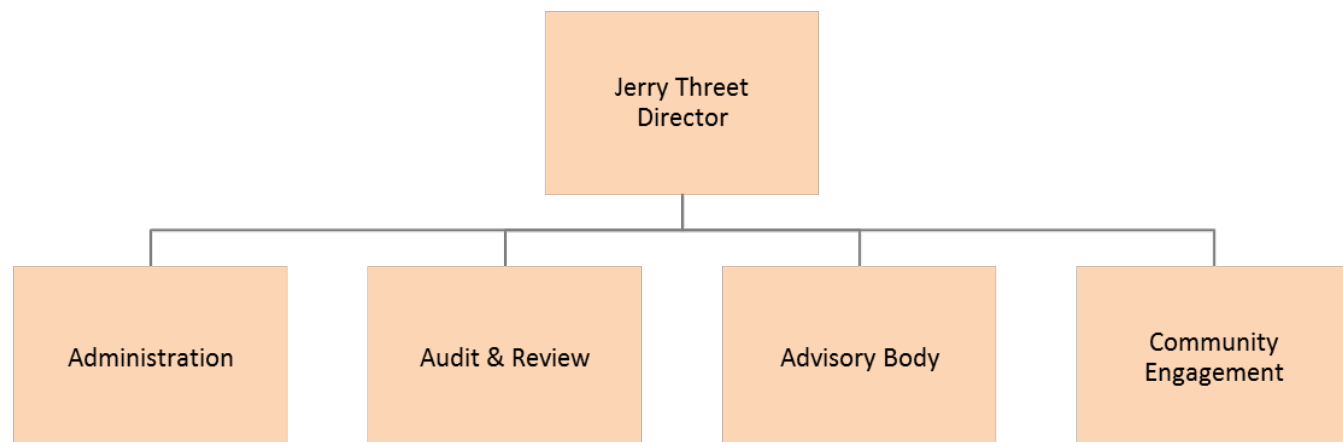 Jerry Threet
Director
Administration
Audit & Review
Advisory Body
Community
Engagement